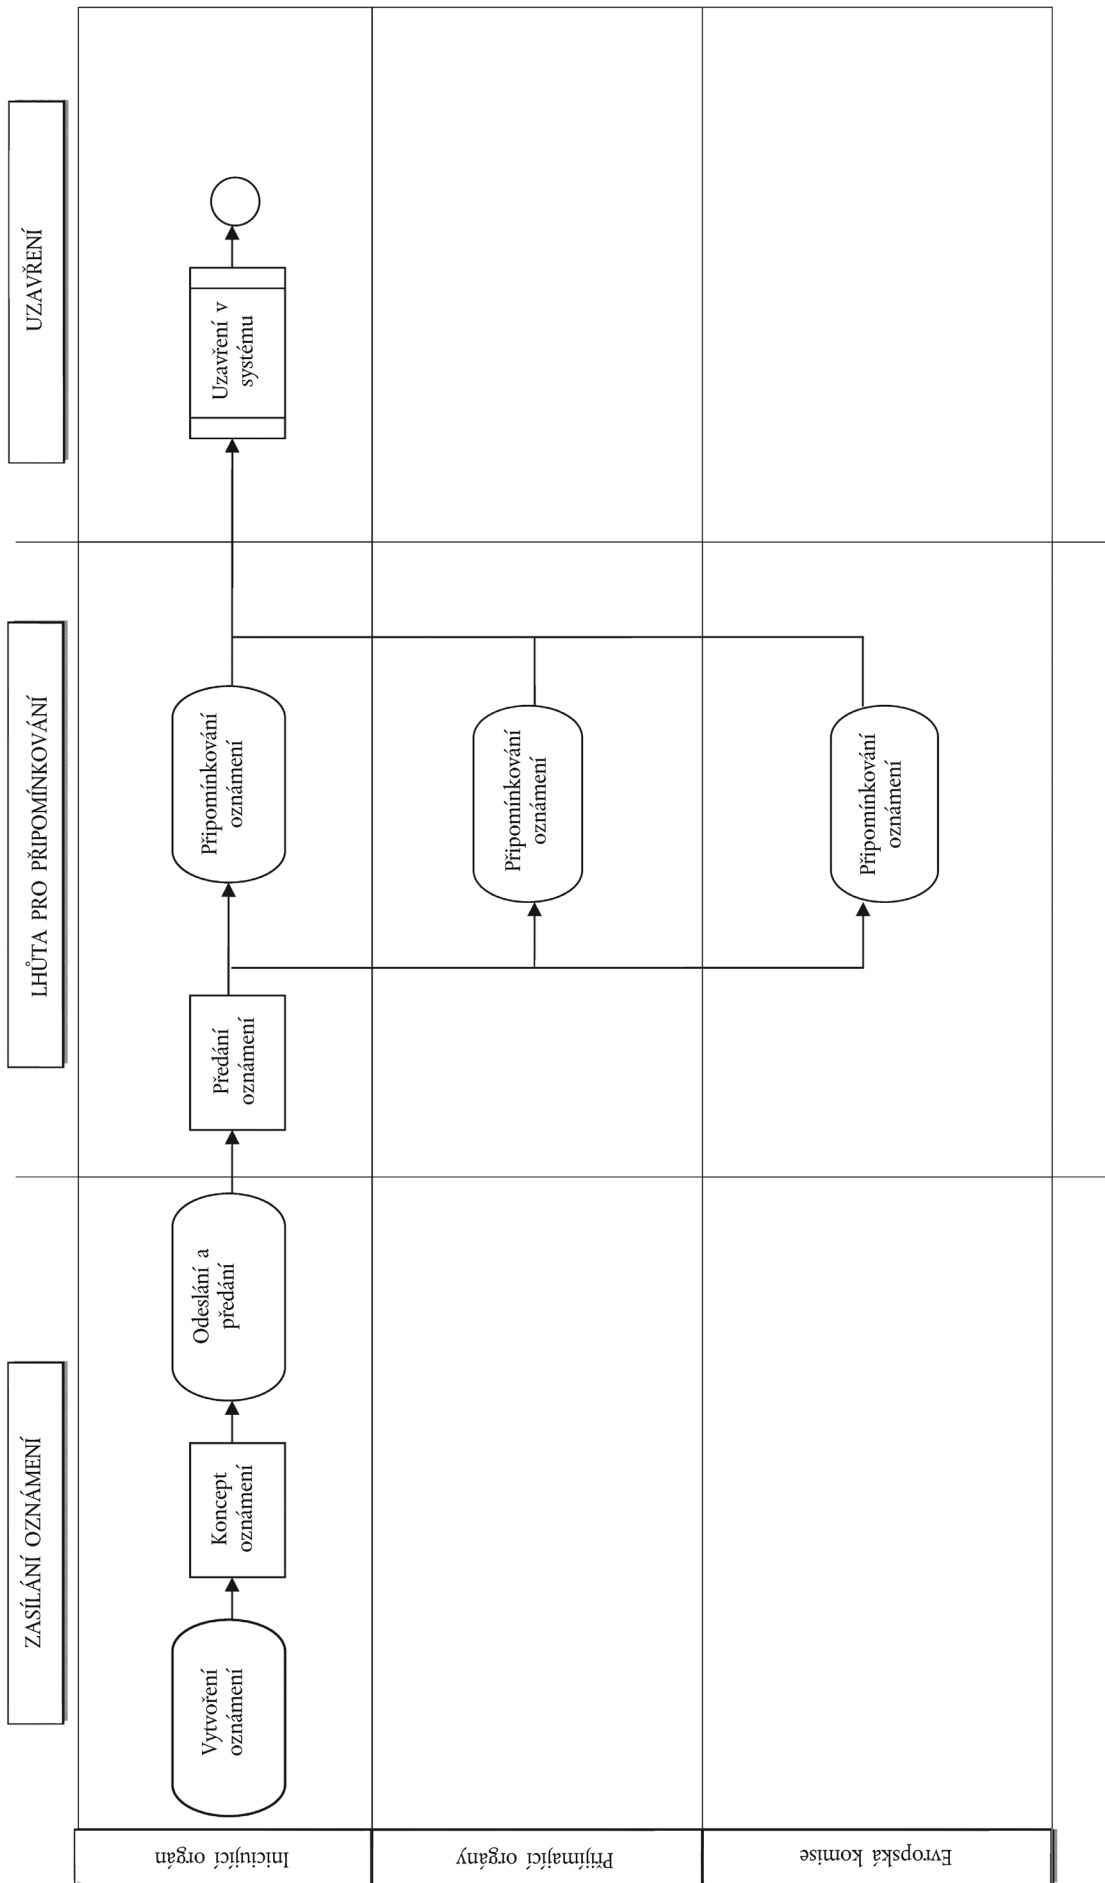 ZASÍLÁNÍ OZNÁMENÍ
LHŮTA PRO PŘIPOMÍNKOVÁNÍ
UZAVŘENÍ
Iniciující orgán
Vytvoření
oznámení
Koncept
oznámení
Odeslání a
předání
Předání
oznámení
Připomínkování
oznámení
Uzavření v
systému
Přijímající orgány
Připomínkování
oznámení
Evropská komise
Připomínkování
oznámení